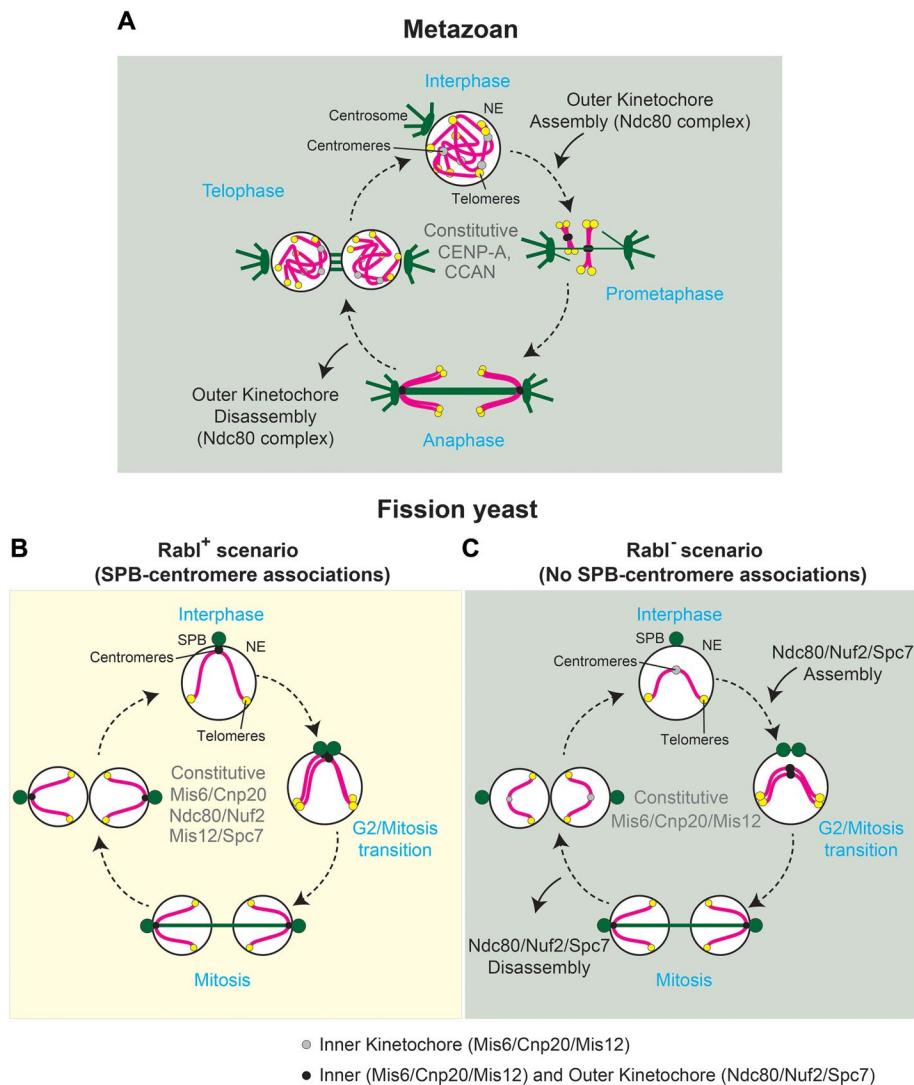 A
Metazoan
Interphase
Centrosome
NE
Centromeres
Telomeres
Outer Kinetochore
Assembly (Ndc80 complex)
Telophase
Constitutive
CENP-A,
CCAN
Prometaphase
Outer Kinetochore
Disassembly
(Ndc80 complex)
Anaphase
Fission yeast
B
Rabl+ scenario
(SPB-centromere associations)
Interphase
SPB
NE
Centromeres
Telomeres
Constitutive
Mis6/Cnp20
Ndc80/Nuf2
Mis12/Spc7
G2/Mitosis
transition
Mitosis
C
Rabl- scenario
(No SPB-centromere associations)
Interphase
SPB
NE
Centromeres
Ndc80/Nuf2/Spc7
Assembly
Telomeres
Constitutive
Mis6/Cnp20/Mis12
G2/Mitosis
transition
Ndc80/Nuf2/Spc7
Disassembly
Mitosis
Inner Kinetochore (Mis6/Cnp20/Mis12)
Inner (Mis6/Cnp20/Mis12) and Outer Kinetochore (Ndc80/Nuf2/Spc7)